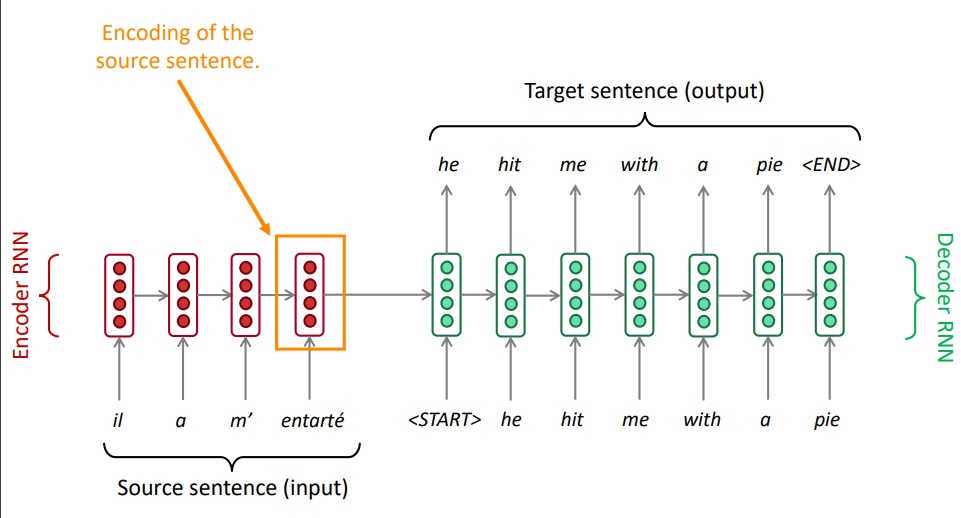 Encoding of the
source sentence.
Target sentence (output)
he hit me with a pie <END>
Encoder RNN
Decoder RNN
il a m’ entarté
<START> he hit me with a pie
Source sentence (input)